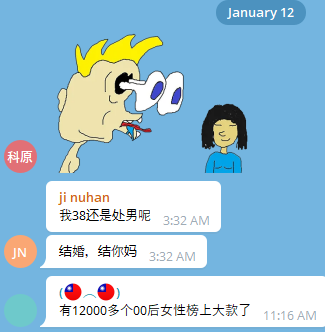 January 12
科原
ji nuhan
我38还是处男呢 3:32 AM
JN
结婚，结你妈 3:32 AM
有12000多个00后女性榜上大款了 11:16 AM